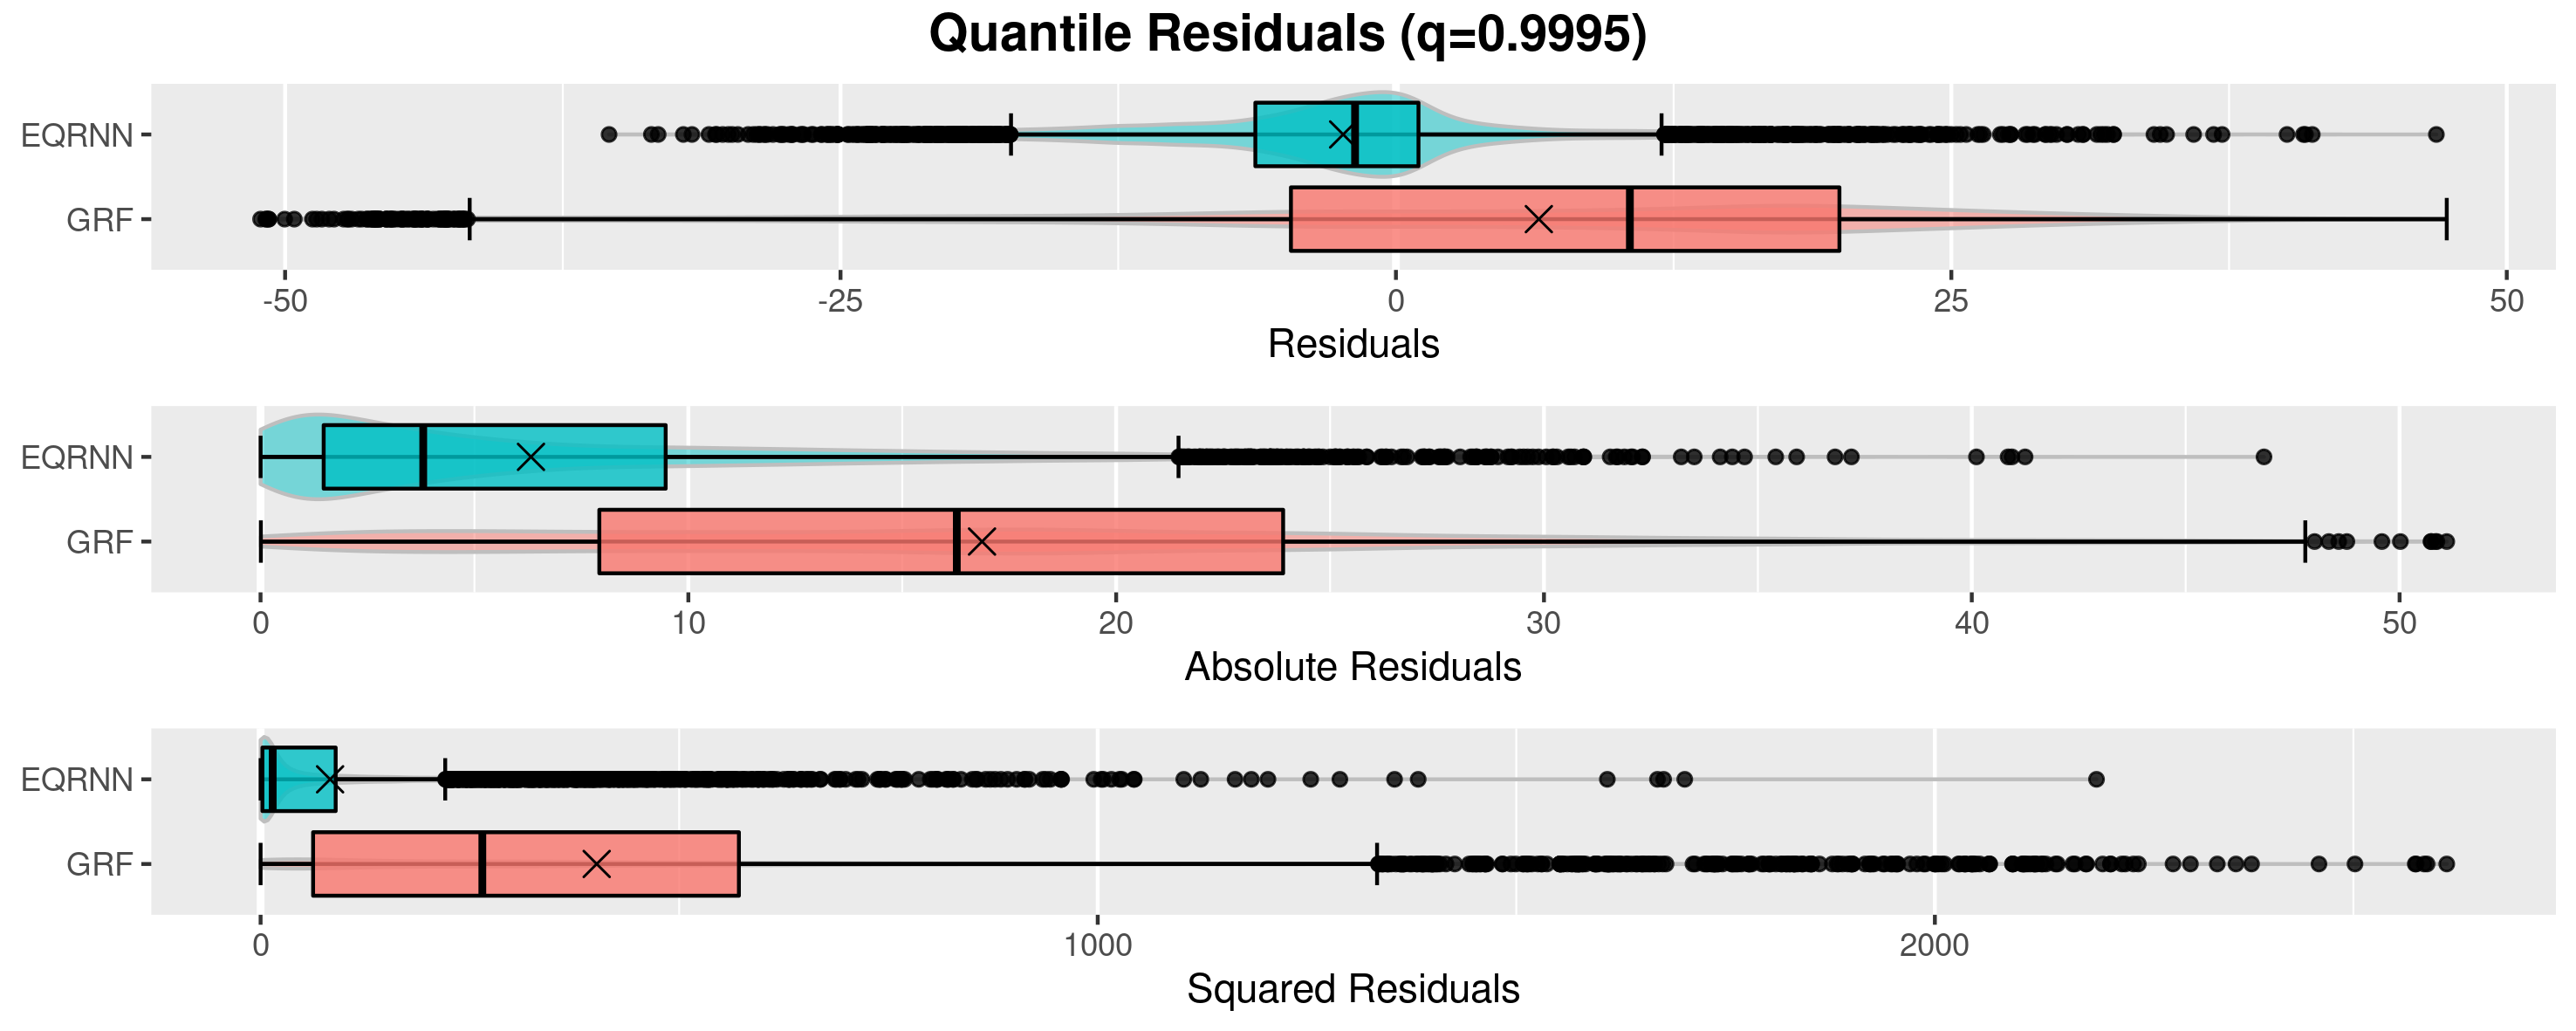 Quantile Residuals (q=0.9995)
EQRNN
GRF
-50 -25 0 25 50
Residuals
EQRNN
GRF
0 10 20 30 40 50
Absolute Residuals
EQRNN
GRF
0 1000 2000
Squared Residuals